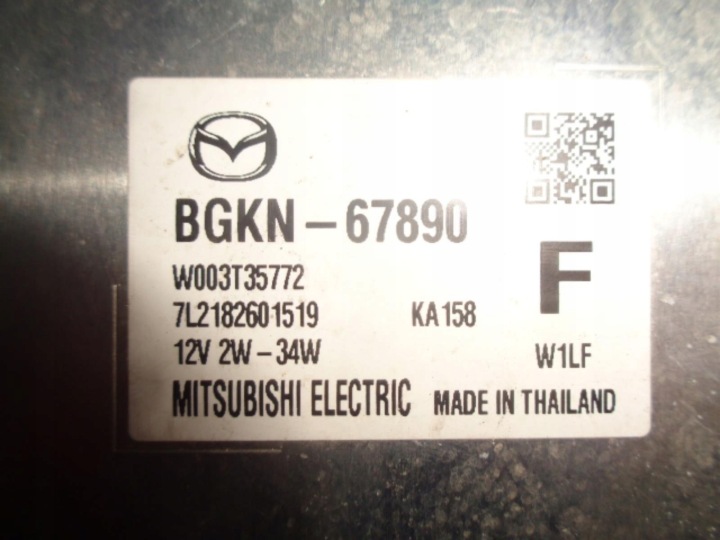 BGKN-67890
F
W003T35772
7L2182601519 KA158
12V 2W-34W W1LF
MITSUBISHI ELECTRIC MADE IN THAILAND